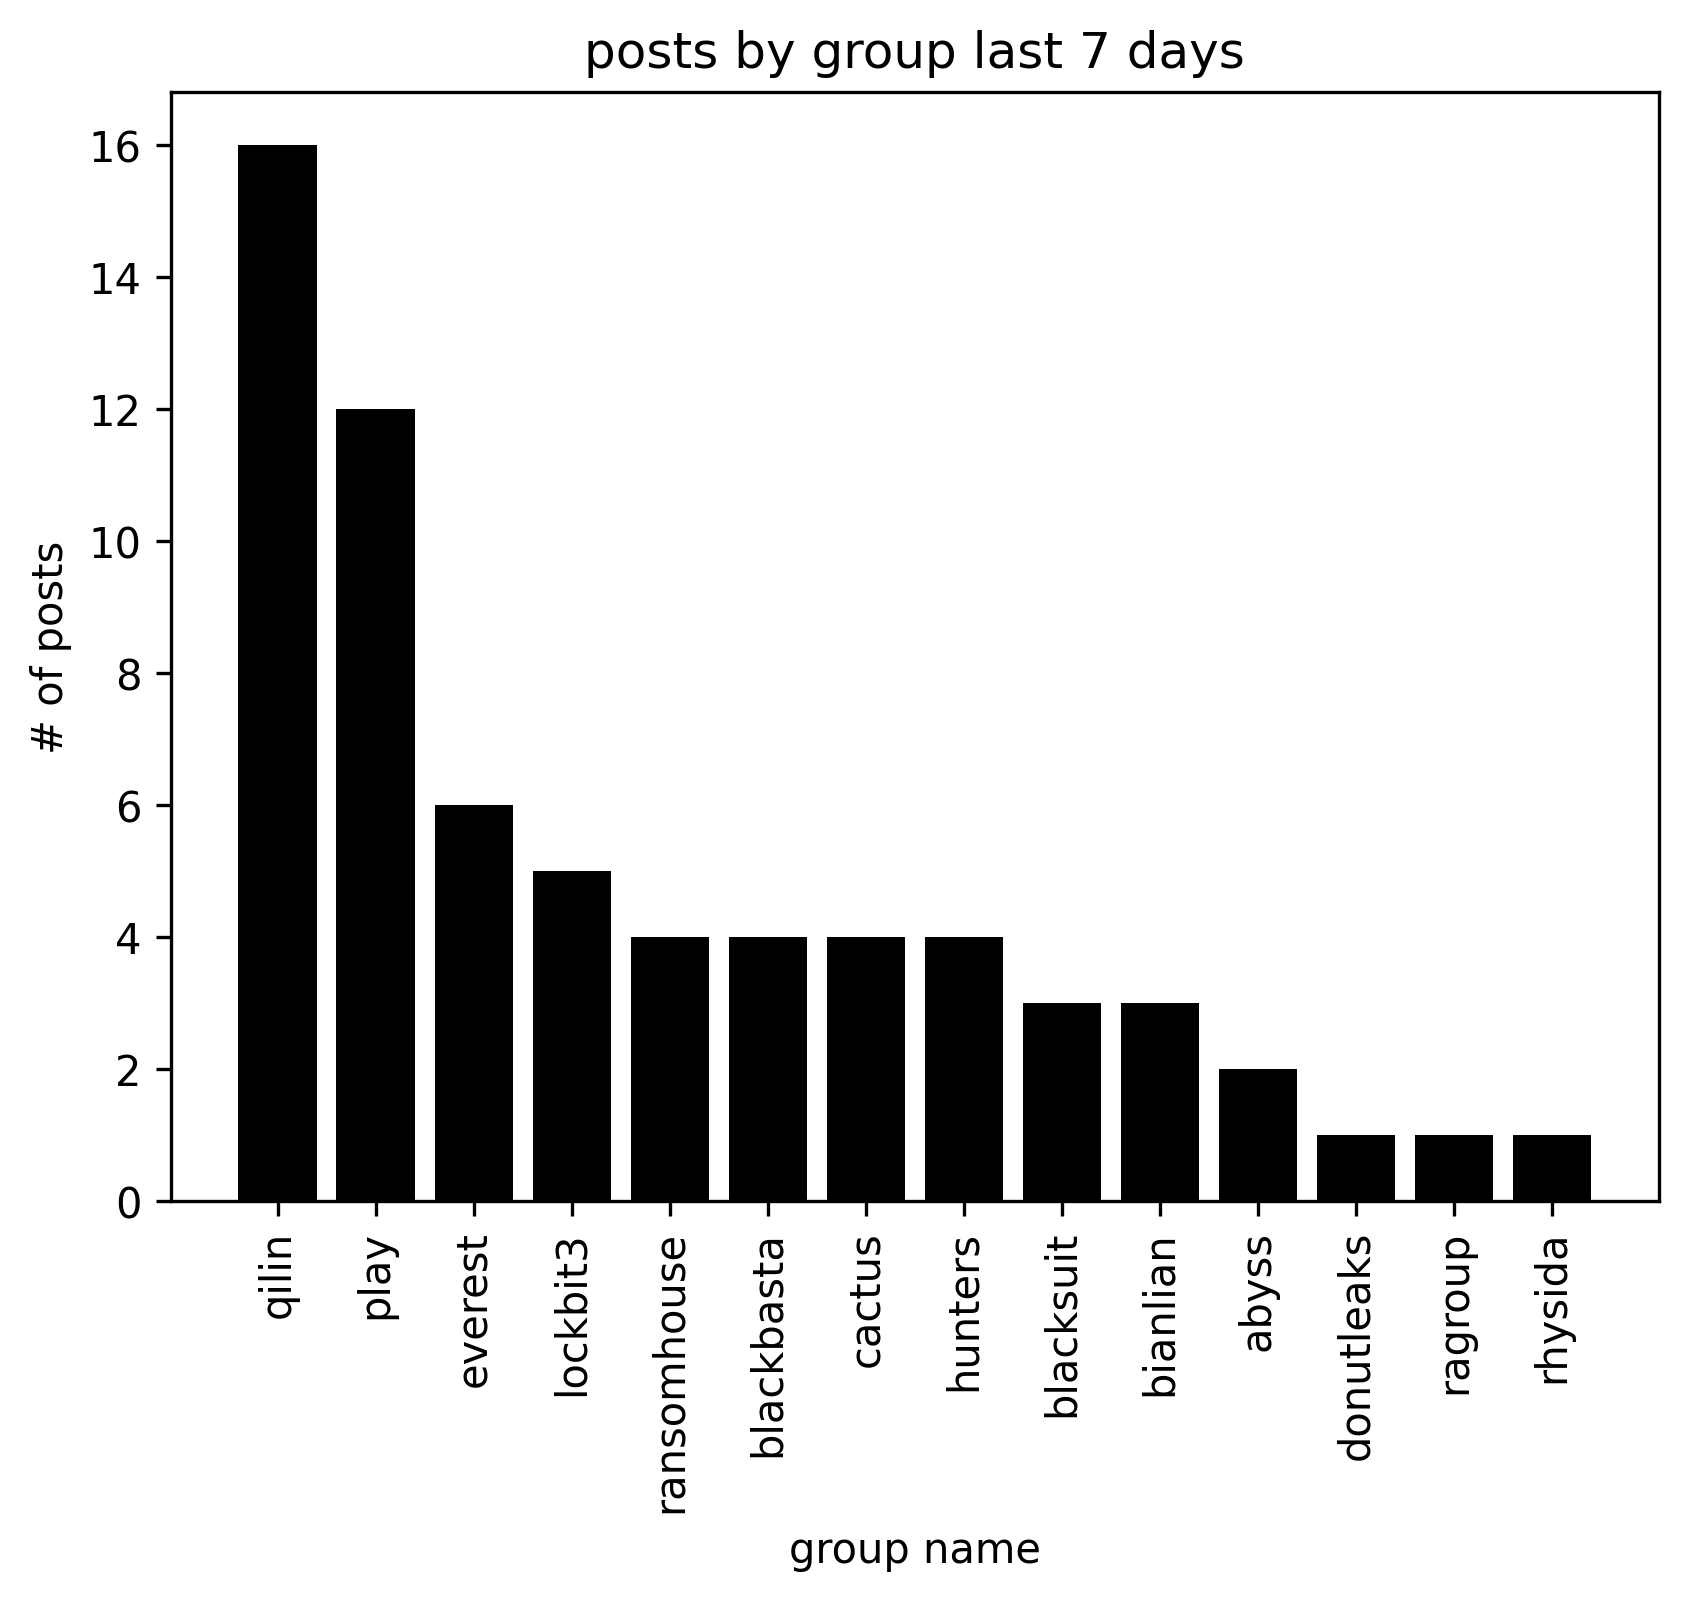 posts by group last 7 days
# of posts
16
14
12
10
8
6
4
2
0
qilin
play
everest
lockbit3
ransomhouse
blackbasta
cactus
hunters
blacksuit
bianlian
abyss
donutleaks
ragroup
rhysida
group name